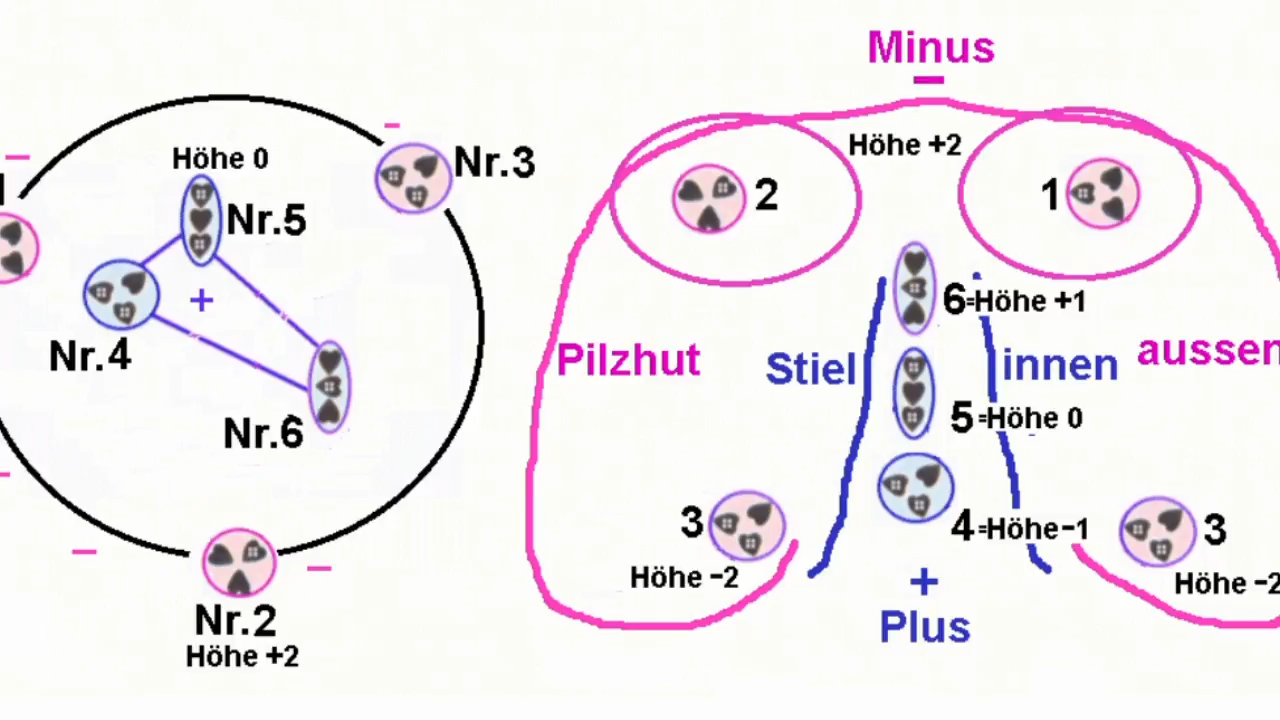 Höhe 0
Nr.5
+
Nr.4
Nr.6
Nr.3
Nr.2
Höhe +2
Minus
−
Höhe +2
2
1
6=Höhe +1
Pilzhut
Stiel
innen
aussen
5=Höhe 0
3
Höhe −2
4=Höhe−1
3
Höhe −2
+
Plus